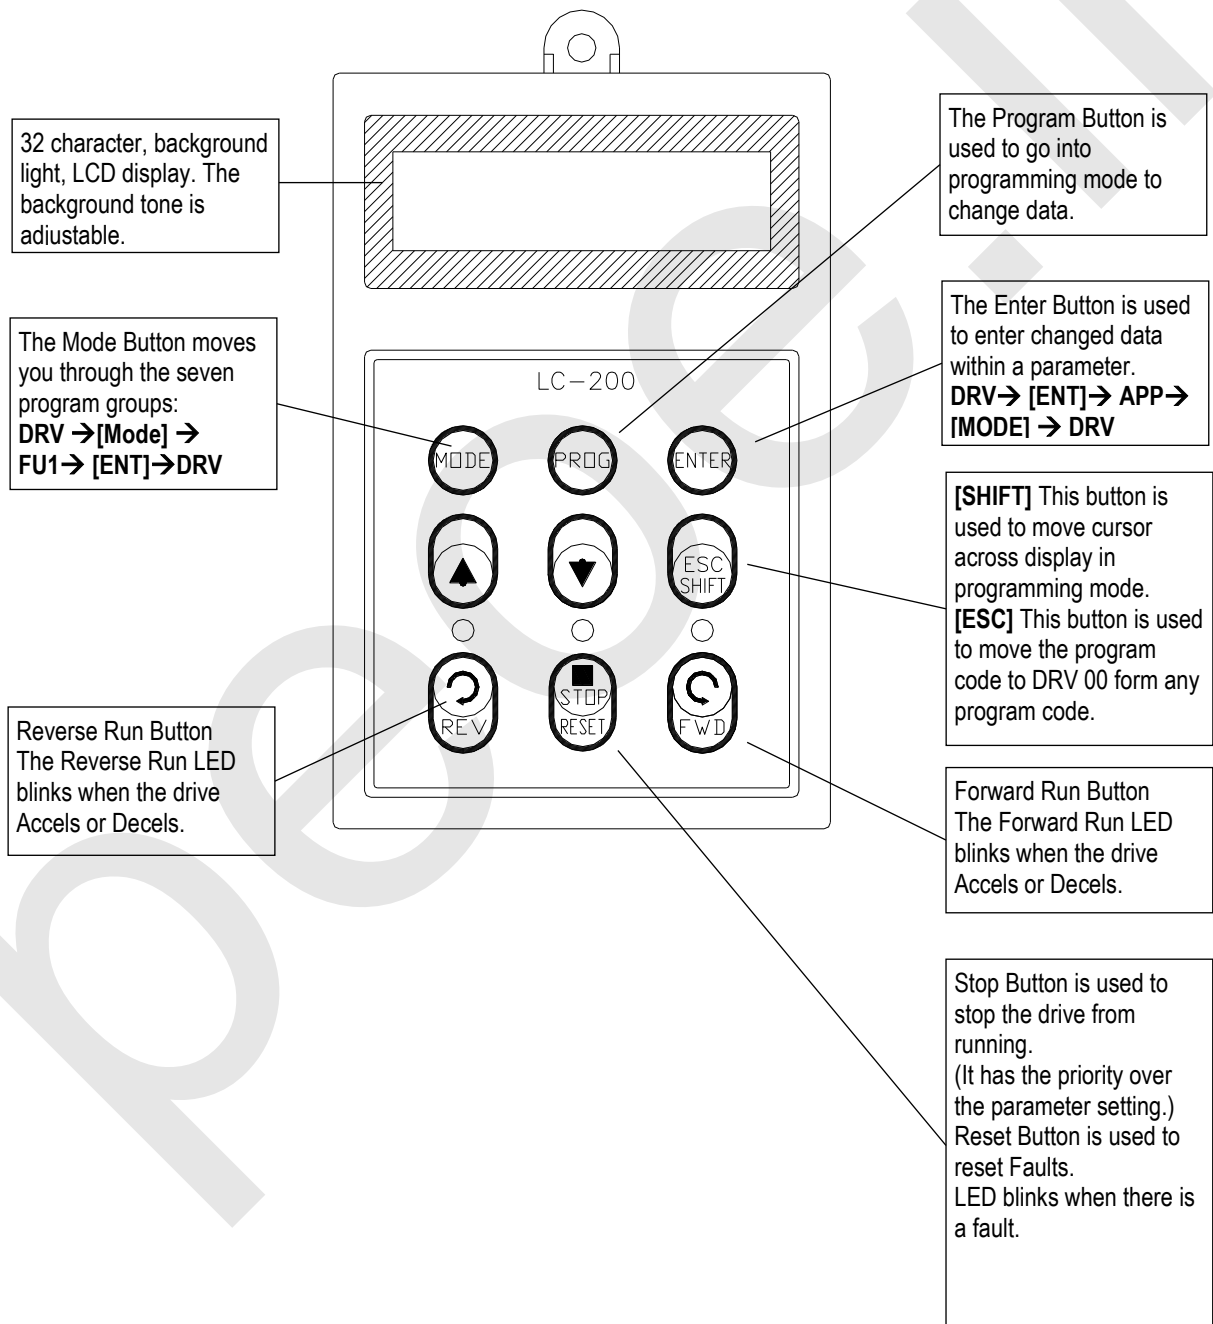 32 character, background
light, LCD display. The
background tone is
adjustable.
The Mode Button moves
you through the seven
program groups:
DRV →[Mode] →
FU1→ [ENT]→DRV
Reverse Run Button
The Reverse Run LED
blinks when the drive
Accels or Decels.
LC-200
MODE
PROG
ENTER
ESC
SHIFT
REV
STOP
RESET
FWD
The Program Button is
used to go into
programming mode to
change data.
The Enter Button is used
to enter changed data
within a parameter.
DRV→ [ENT]→ APP→
[MODE] → DRV
[SHIFT] This button is
used to move cursor
across display in
programming mode.
[ESC] This button is used
to move the program
code to DRV 00 form any
program code.
Forward Run Button
The Forward Run LED
blinks when the drive
Accels or Decels.
Stop Button is used to
stop the drive from
running.
(It has the priority over
the parameter setting.)
Reset Button is used to
reset Faults.
LED blinks when there is
a fault.